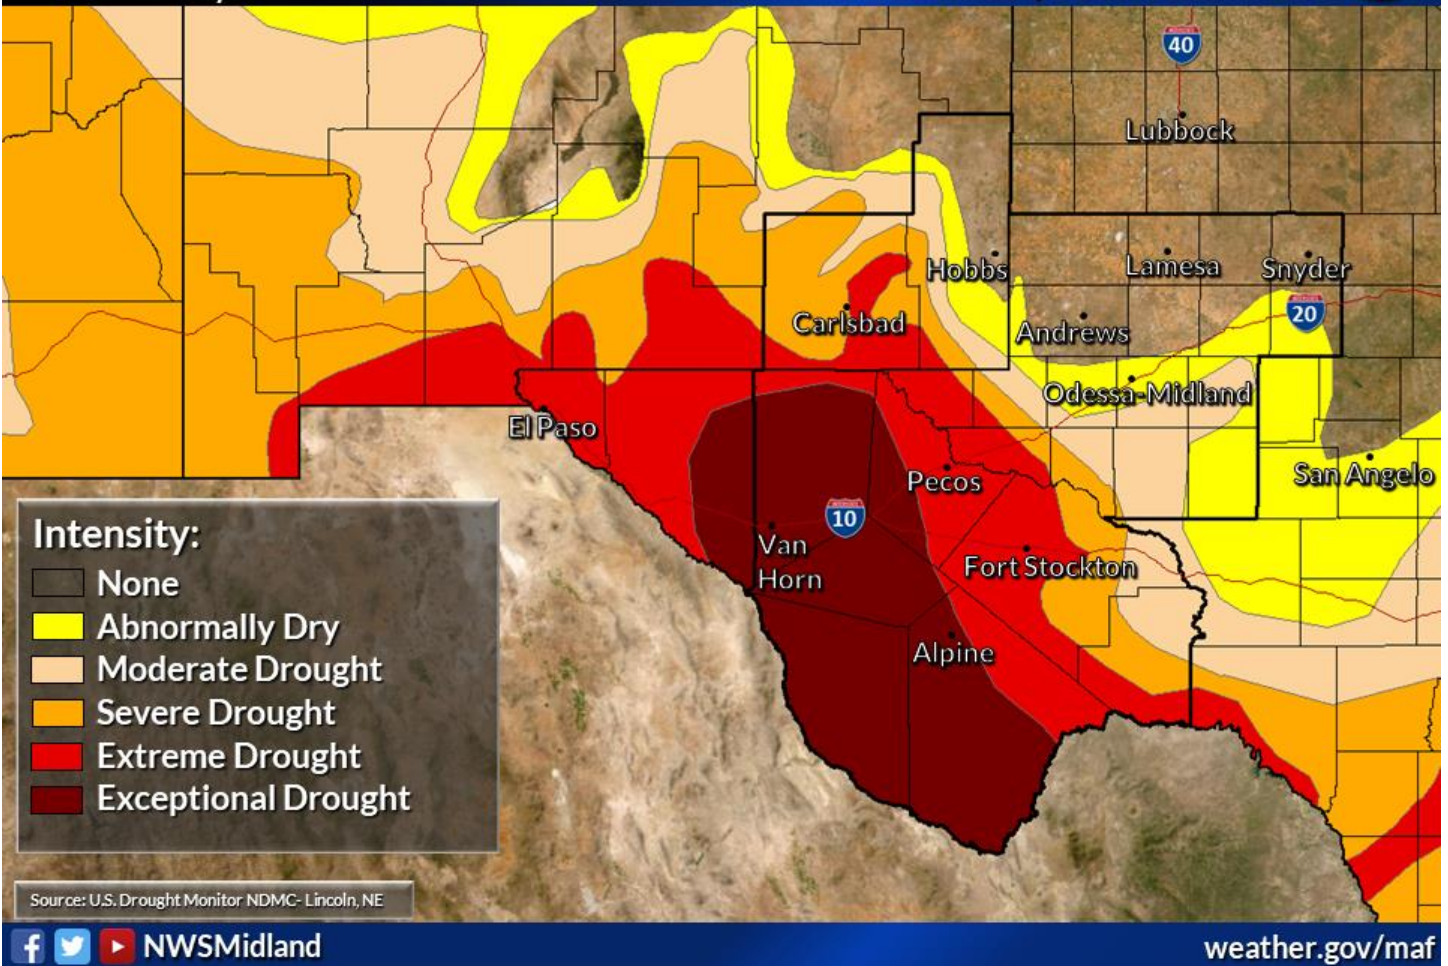 40
Lubbock
Hobbs
Lamesa
Snyder
20
Carlsbad
Andrews
Odessa-Midland
El Paso
San Angelo
Pecos
10
Van
Horn
Fort Stockton
Alpine
Intensity:
None
Abnormally Dry
Moderate Drought
Severe Drought
Extreme Drought
Exceptional Drought
Source: U.S. Drought Monitor NDMC- Lincoln, NE
NWSMidland
weather.gov/maf